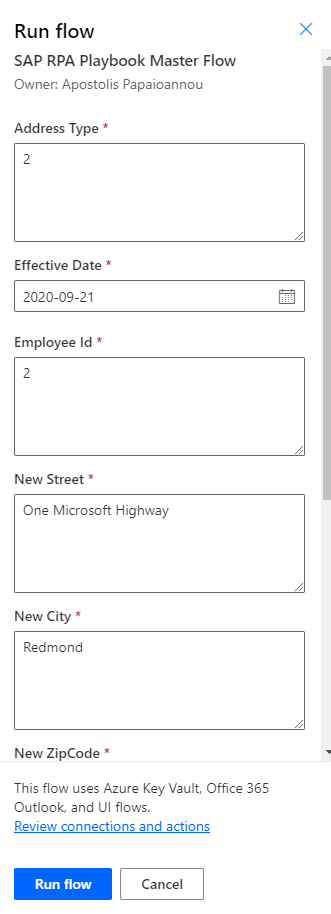 Run flow
SAP RPA Playbook Master Flow
Owner: Apostolis Papaioannou
Address Type *
2
Effective Date *
2020-09-21
Employee Id *
2
New Street *
One Microsoft Highway
New City *
Redmond
New ZipCode *
This flow uses Azure Key Vault, Office 365
Outlook, and UI flows.
Review connections and actions
Run flow
Cancel